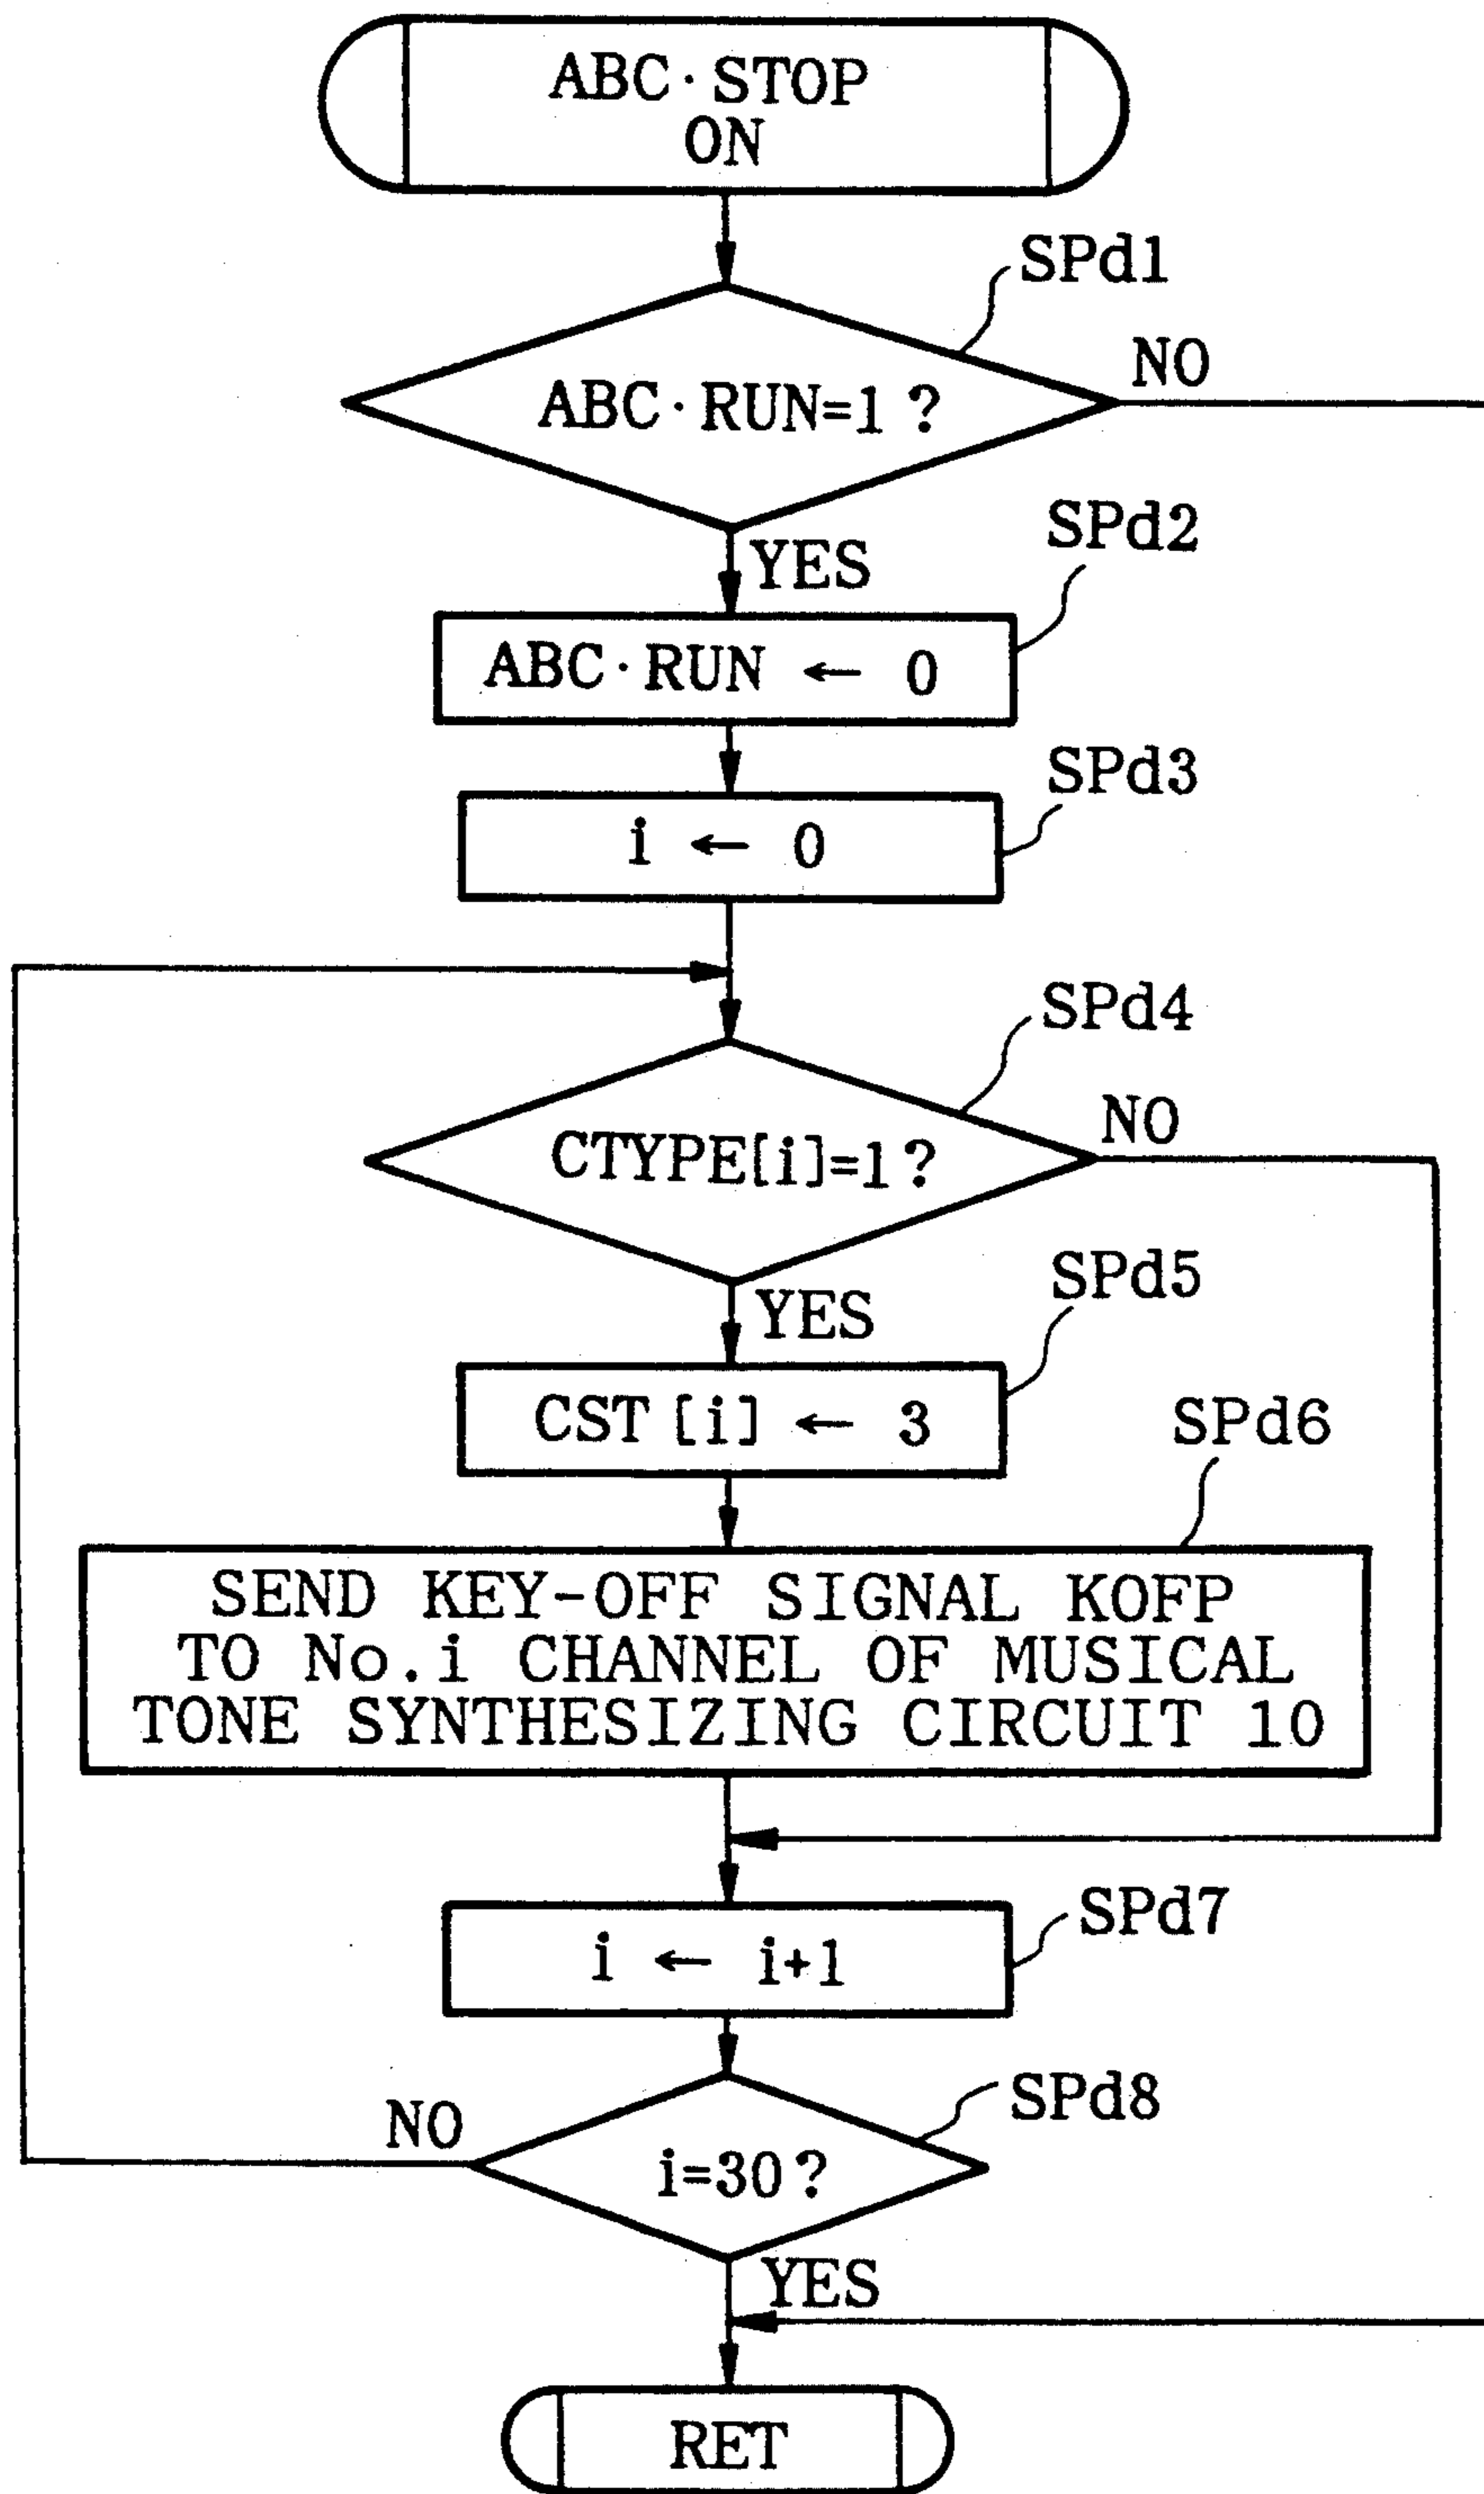 ABC·STOP
ON
SPd1
NO
ABC·RUN=1?
SPd2
YES
ABC·RUN ← 0
SPd3
i ← 0
SPd4
NO
CTYPE[i]=1?
SPd5
YES
CST[i] ← 3
SPd6
SEND KEY-OFF SIGNAL KOFP
TO No.i CHANNEL OF MUSICAL
TONE SYNTHESIZING CIRCUIT 10
SPd7
i ← i+1
SPd8
NO
i=30?
YES
RET